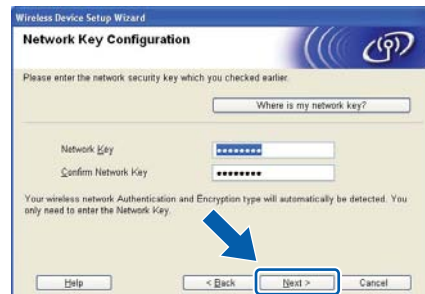 Wireless Device Setup Wizard
Network Key Configuration
Please enter the network security key which you checked earlier.
Where is my network key?
Network Key
Confirm Network Key
Your wireless network Authentication and Encryption type will automatically be detected. You
only need to enter the Network Key.
Help
< Back
Next >
Cancel